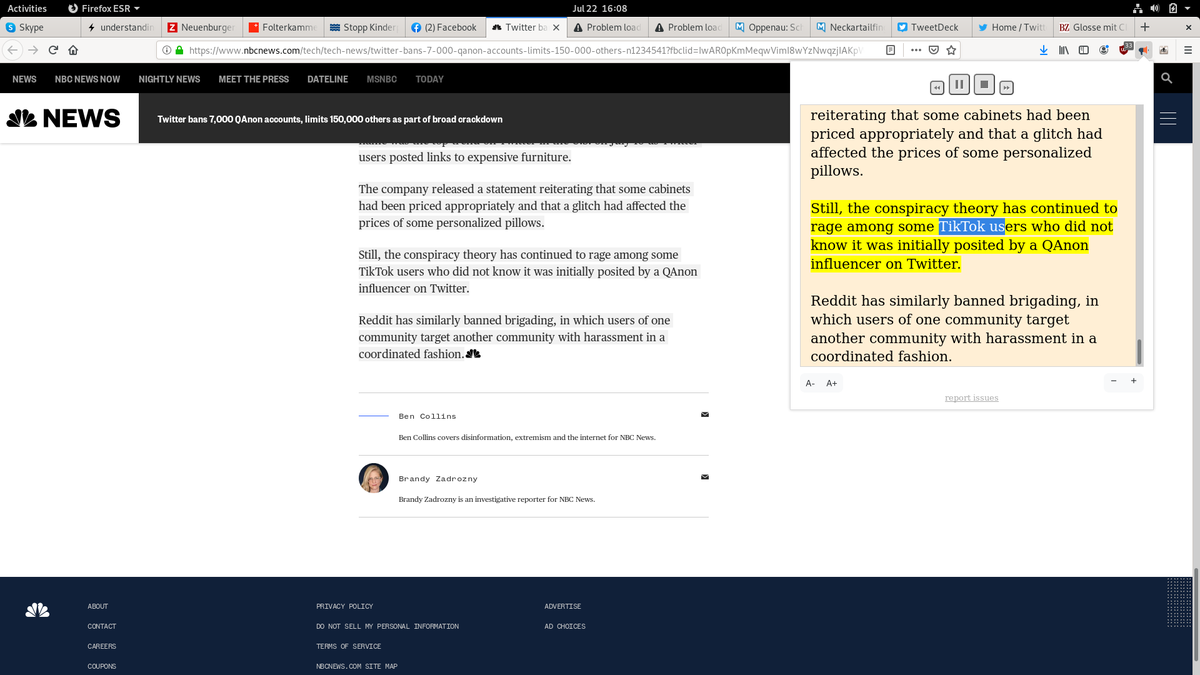 Activities
Firefox ESR
Jul 22 16:08
Skype
understandin
Neuenburger
Folterkamme
Stopp Kinder
(2) Facebook
Twitter ba
Problem load
Problem load
Oppenau: Sc
Neckartailfin
TweetDeck
Home / Twitt
BZ Glosse mit C
https://www.nbcnews.com/tech/tech-news/twitter-bans-7-000-qanon-accounts-limits-150-000-others-n1234541?fbclid=
33
NEWS
NBC NEWS NOW
NIGHTLY NEWS
MEET THE PRESS
DATELINE
MSNBC
TODAY
NEWS
Twitter bans 7,000 QAnon accounts, limits 150,000 others as part of broad crackdown
users posted links to expensive furniture.
The company released a statement reiterating that some cabinets
had been priced appropriately and that a glitch had affected the
prices of some personalized pillows.
Still, the conspiracy theory has continued to rage among some
TikTok users who did not know it was initially posited by a QAnon
influencer on Twitter.
Reddit has similarly banned brigading, in which users of one
community target another community with harassment in a
coordinated fashion.
Ben Collins
Ben Collins covers disinformation, extremism and the internet for NBC News.
Brandy Zadrozny
Brandy Zadrozny is an investigative reporter for NBC News.
reiterating that some cabinets had been
priced appropriately and that a glitch had
affected the prices of some personalized
pillows.
Still, the conspiracy theory has continued to
rage among some TikTok users who did not
know it was initially posited by a QAnon
influencer on Twitter.
Reddit has similarly banned brigading, in
which users of one community target
another community with harassment in a
coordinated fashion.
A- A+
− +
report issues
ABOUT
CONTACT
CAREERS
COUPONS
PRIVACY POLICY
DO NOT SELL MY PERSONAL INFORMATION
TERMS OF SERVICE
NBCNEWS.COM SITE MAP
ADVERTISE
AD CHOICES